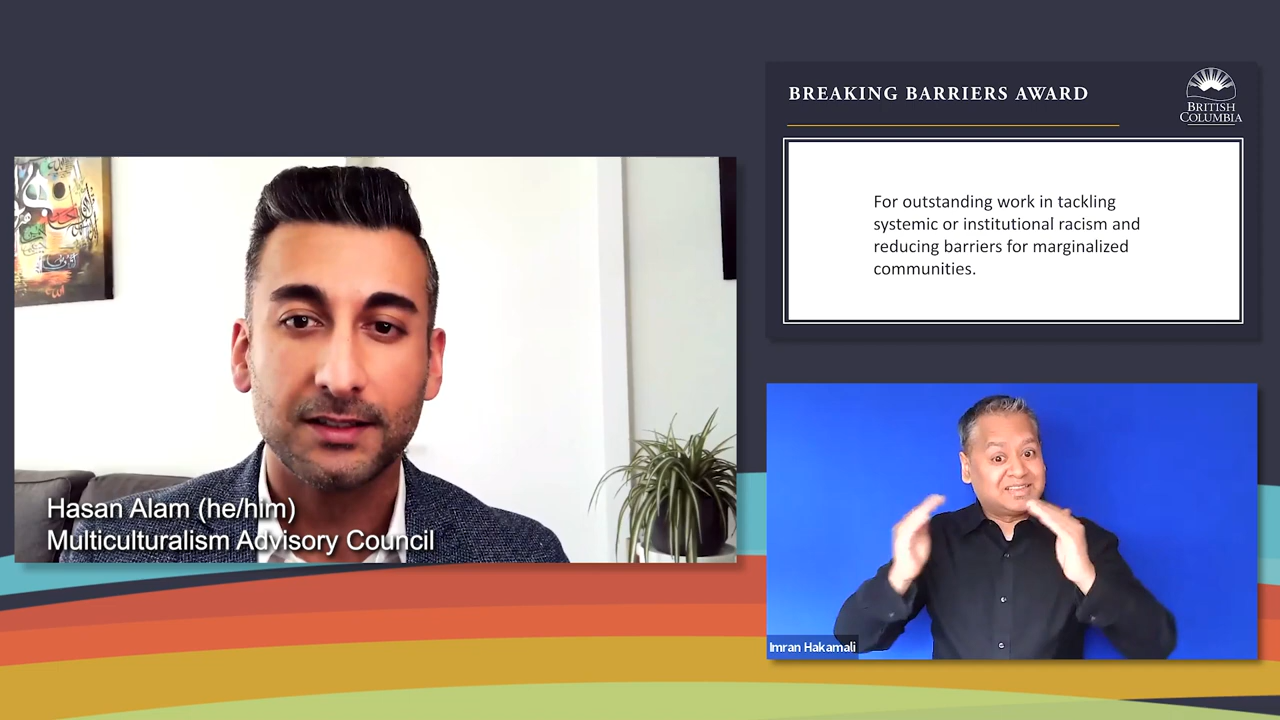 BREAKING BARRIERS AWARD
BRITISH
COLUMBIA
For outstanding work in tackling
systemic or institutional racism and
reducing barriers for marginalized
communities.
Hasan Alam (he/him)
Multiculturalism Advisory Council
Imran Hakamali